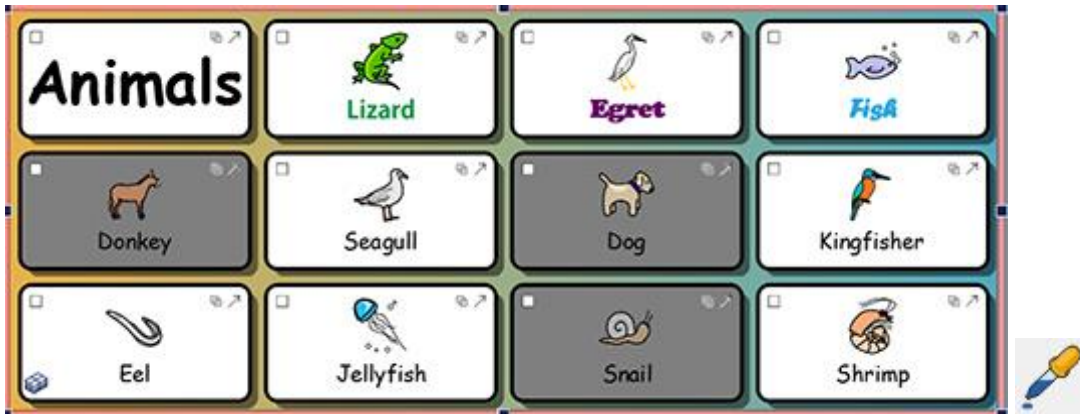 Animals
Lizard
Egret
Fish
Donkey
Seagull
Dog
Kingfisher
Eel
Jellyfish
Snail
Shrimp